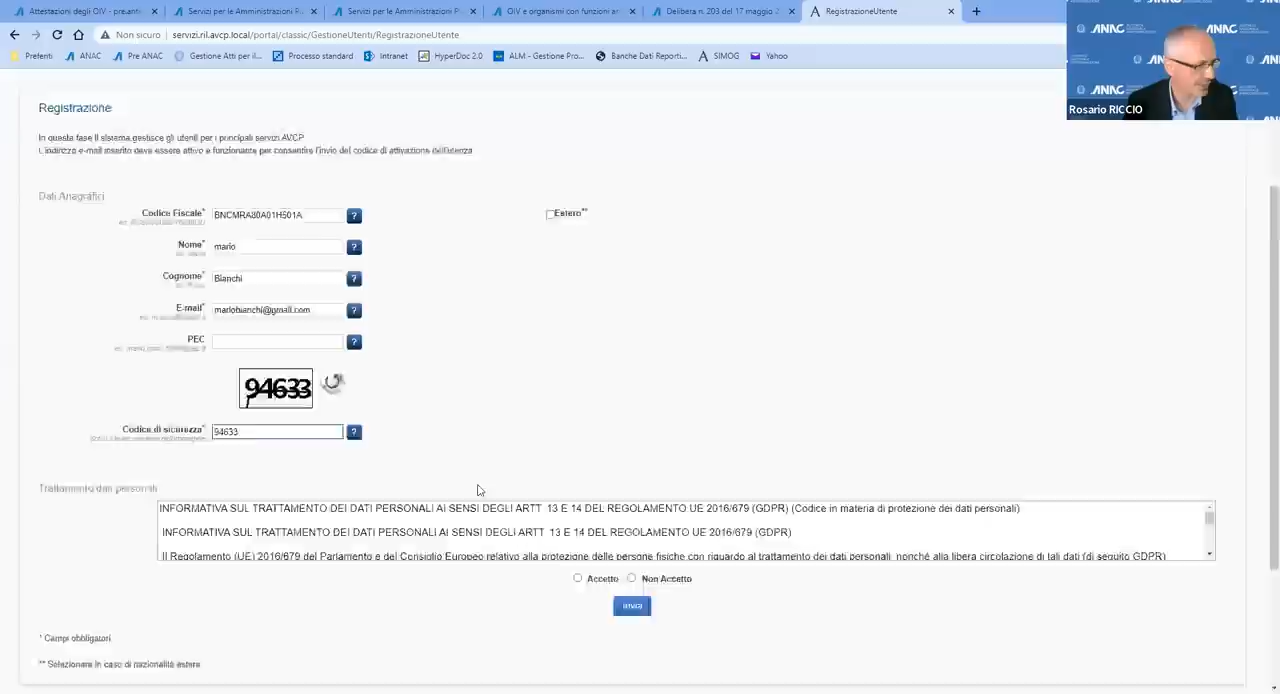 Attestazioni degli OIV - presenti
Servizi per le Amministrazioni Pu
Servizi per le Amministrazioni P
OIV e organismi con funzioni an
Delibera n. 203 del 17 maggio 2
RegistrazioneUtente
Non sicuro
servizi.ril.avcp.local/portal/classic/GestioneUtenti/RegistrazioneUtente
Preferiti
ANAC
Pre ANAC
Gestione Atti per il...
Processo standard
Intranet
HyperDoc 2.0
ALM - Gestione Pro...
Banche Dati Reporti...
SIMOG
Yahoo
ANAC
Rosario RICCIO
Registrazione
In questa fase il sistema gestisce gli utenti per i principali servizi AVCP
L'indirizzo e-mail inserito deve essere attivo e funzionante per consentire l'invio del codice di attivazione dell'utenza
Dati Anagrafici
Codice Fiscale* BNCMRA80A01H501A ?
Estero**
Nome* mario ?
Cognome* Bianchi ?
E-mail* mariobianchi@gmail.com ?
PEC ?
94633
Codice di sicurezza* 94633 ?
Trattamento dati personali
INFORMATIVA SUL TRATTAMENTO DEI DATI PERSONALI AI SENSI DEGLI ARTT 13 E 14 DEL REGOLAMENTO UE 2016/679 (GDPR) (Codice in materia di protezione dei dati personali)
INFORMATIVA SUL TRATTAMENTO DEI DATI PERSONALI AI SENSI DEGLI ARTT 13 E 14 DEL REGOLAMENTO UE 2016/679 (GDPR)
Il Regolamento (UE) 2016/679 del Parlamento e del Consiglio Europeo relativo alla protezione delle persone fisiche con riguardo al trattamento dei dati personali, nonché alla libera circolazione di tali dati (di seguito GDPR)
Accetto
Non Accetto
Invia
* Campi obbligatori
** Selezionare in caso di nazionalità estera